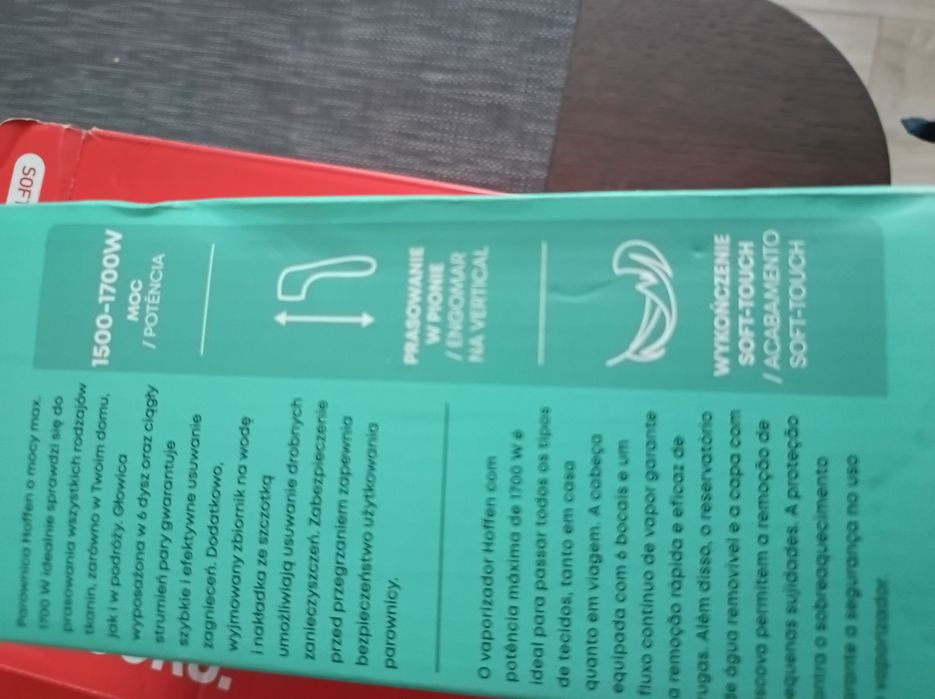 SOFT
Parownica Hoffen o mocy max.
1700 W idealnie sprawdzi się do
prasowania wszystkich rodzajów
tkanin, zarówno w Twoim domu,
jak i w podróży. Głowica
wyposażona w 6 dysz oraz ciągły
strumień pary gwarantuje
szybkie i efektywne usuwanie
zagnieceń. Dodatkowo,
wyjmowany zbiornik na wodę
i nakładka ze szczotką
umożliwiają usuwanie drobnych
zanieczyszczeń. Zabezpieczenie
przed przegrzaniem zapewnia
bezpieczeństwo użytkowania
parownicy.
O vaporizador Hoffen com
potência máxima de 1700 W é
ideal para passar todos os tipos
de tecidos, tanto em casa
quanto em viagem. A cabeça
equipada com 6 bocais e um
fluxo contínuo de vapor garante
a remoção rápida e eficaz de
rugas. Além disso, o reservatório
de água removível e a capa com
escova permitem a remoção de
equenas sujidades. A proteção
ntra o sobreaquecimento
rante a segurança no uso
vaporizador.
1500-1700W
MOC
/ POTÊNCIA
PRASOWANIE
W PIONIE
/ ENGOMAR
NA VERTICAL
WYKOŃCZENIE
SOFT-TOUCH
/ ACABAMENTO
SOFT-TOUCH